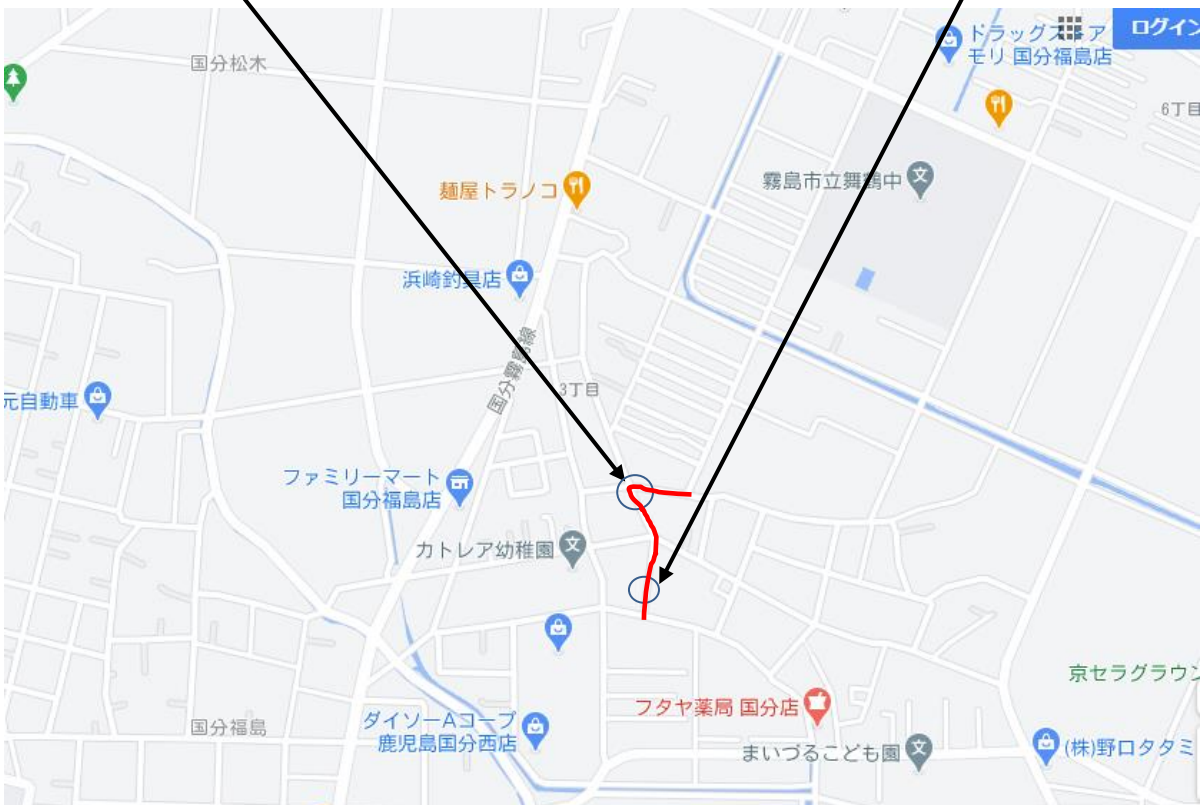 ログイン
ドラッグストア
モリ 国分福島店
国分松木
6丁目
霧島市立舞鶴中
麺屋トラノコ
浜崎釣具店
国分霧島線
3丁目
元自動車
ファミリーマート
国分福島店
カトレア幼稚園
京セラグラウン
フタヤ薬局 国分店
国分福島
ダイソーAコープ
鹿児島国分西店
まいづるこども園
(株)野口タタミ
文
文
文